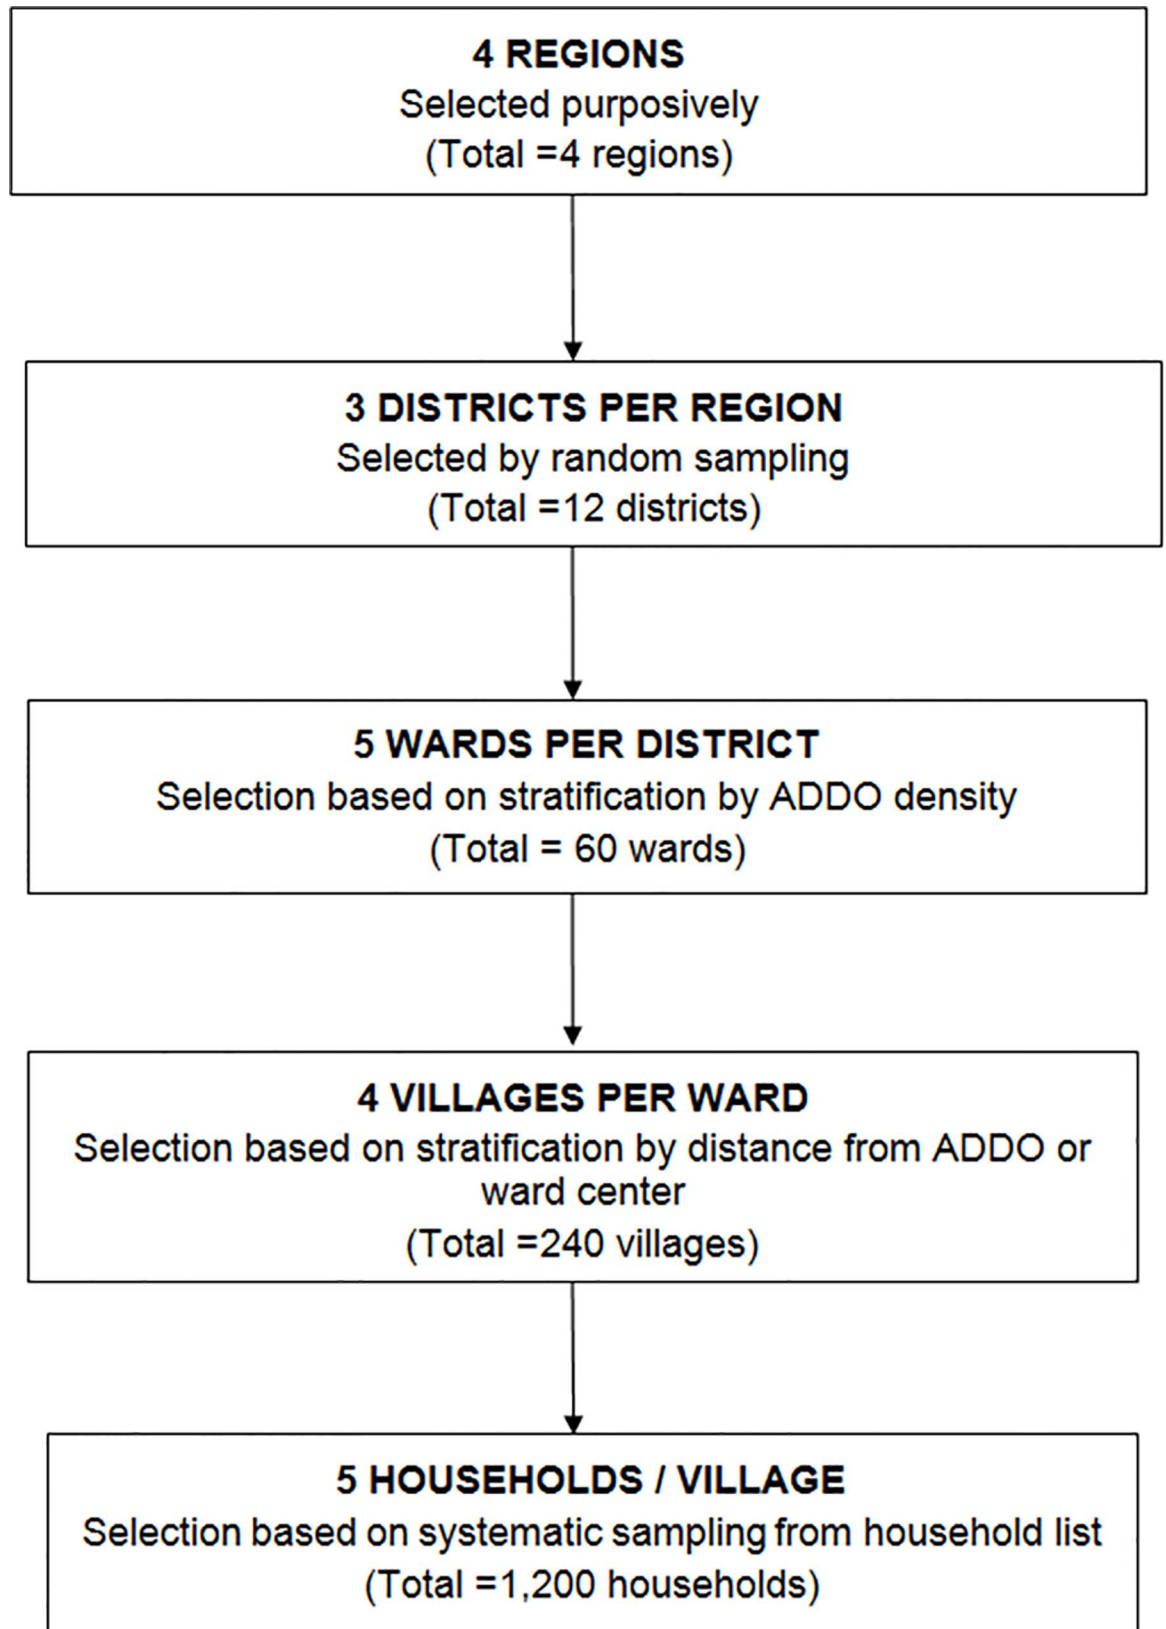 4 REGIONS
Selected purposively
(Total =4 regions)
3 DISTRICTS PER REGION
Selected by random sampling
(Total =12 districts)
5 WARDS PER DISTRICT
Selection based on stratification by ADDO density
(Total = 60 wards)
4 VILLAGES PER WARD
Selection based on stratification by distance from ADDO or
ward center
(Total =240 villages)
5 HOUSEHOLDS / VILLAGE
Selection based on systematic sampling from household list
(Total =1,200 households)